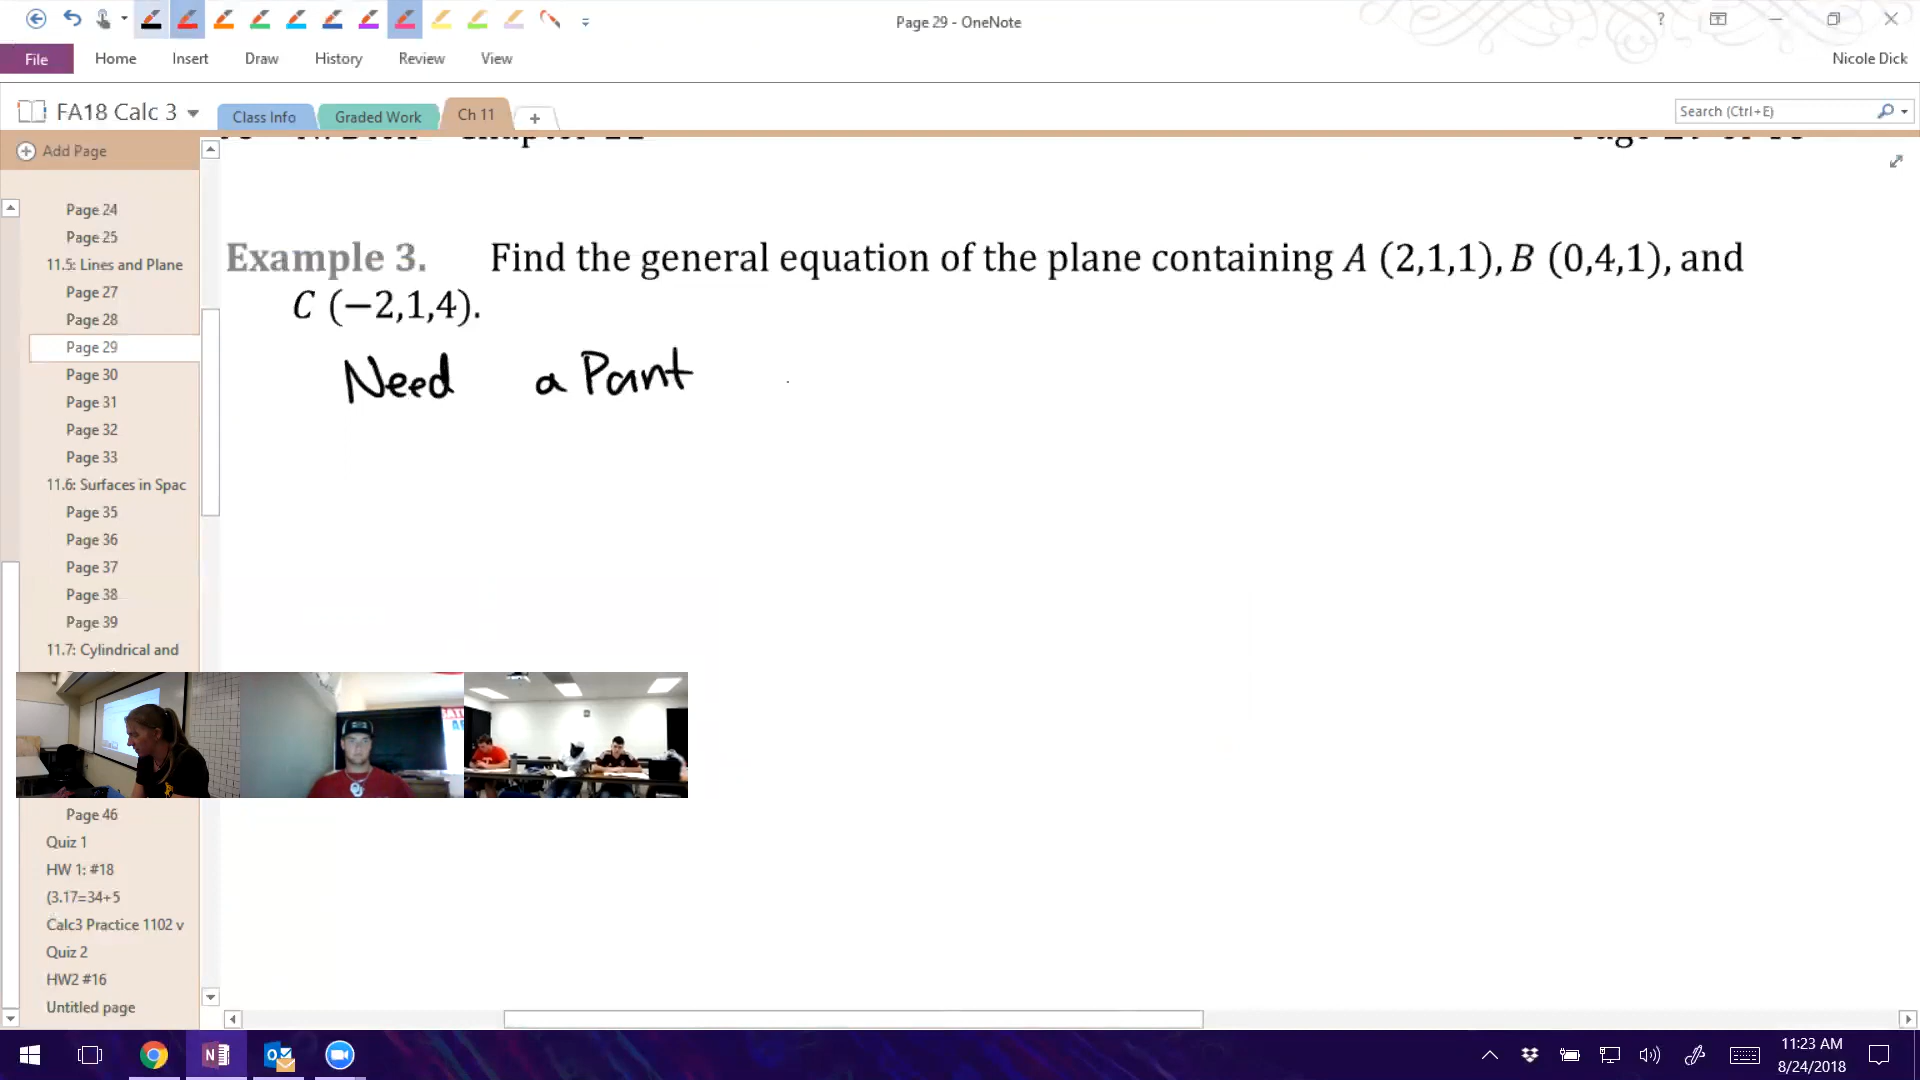 Page 29 - OneNote
?
File
Home
Insert
Draw
History
Review
View
Nicole Dick
FA18 Calc 3
Class Info
Graded Work
Ch 11
Search (Ctrl+E)
Add Page
Page 24
Page 25
11.5: Lines and Plane
Page 27
Page 28
Page 29
Page 30
Page 31
Page 32
Page 33
11.6: Surfaces in Spac
Page 35
Page 36
Page 37
Page 38
Page 39
11.7: Cylindrical and
Page 46
Quiz 1
HW 1: #18
(3.17=34+5
Calc3 Practice 1102 v
Quiz 2
HW2 #16
Untitled page
Example 3. Find the general equation of the plane containing A (2,1,1), B (0,4,1), and
C (−2,1,4).
Need a Point
11:23 AM
8/24/2018